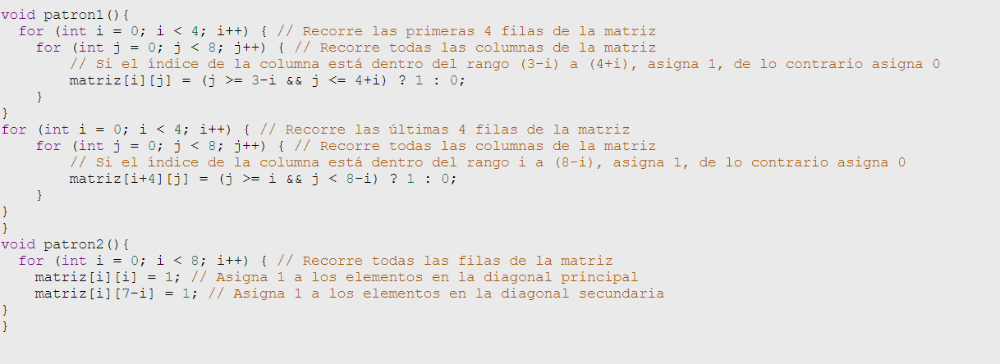 void patron1(){
  for (int i = 0; i < 4; i++) { // Recorre las primeras 4 filas de la matriz
    for (int j = 0; j < 8; j++) { // Recorre todas las columnas de la matriz
        // Si el índice de la columna está dentro del rango (3-i) a (4+i), asigna 1, de lo contrario asigna 0
        matriz[i][j] = (j >= 3-i && j <= 4+i) ? 1 : 0;
    }
}
for (int i = 0; i < 4; i++) { // Recorre las últimas 4 filas de la matriz
    for (int j = 0; j < 8; j++) { // Recorre todas las columnas de la matriz
        // Si el índice de la columna está dentro del rango i a (8-i), asigna 1, de lo contrario asigna 0
        matriz[i+4][j] = (j >= i && j < 8-i) ? 1 : 0;
    }
}
}
void patron2(){
  for (int i = 0; i < 8; i++) { // Recorre todas las filas de la matriz
    matriz[i][i] = 1; // Asigna 1 a los elementos en la diagonal principal
    matriz[i][7-i] = 1; // Asigna 1 a los elementos en la diagonal secundaria
}
}